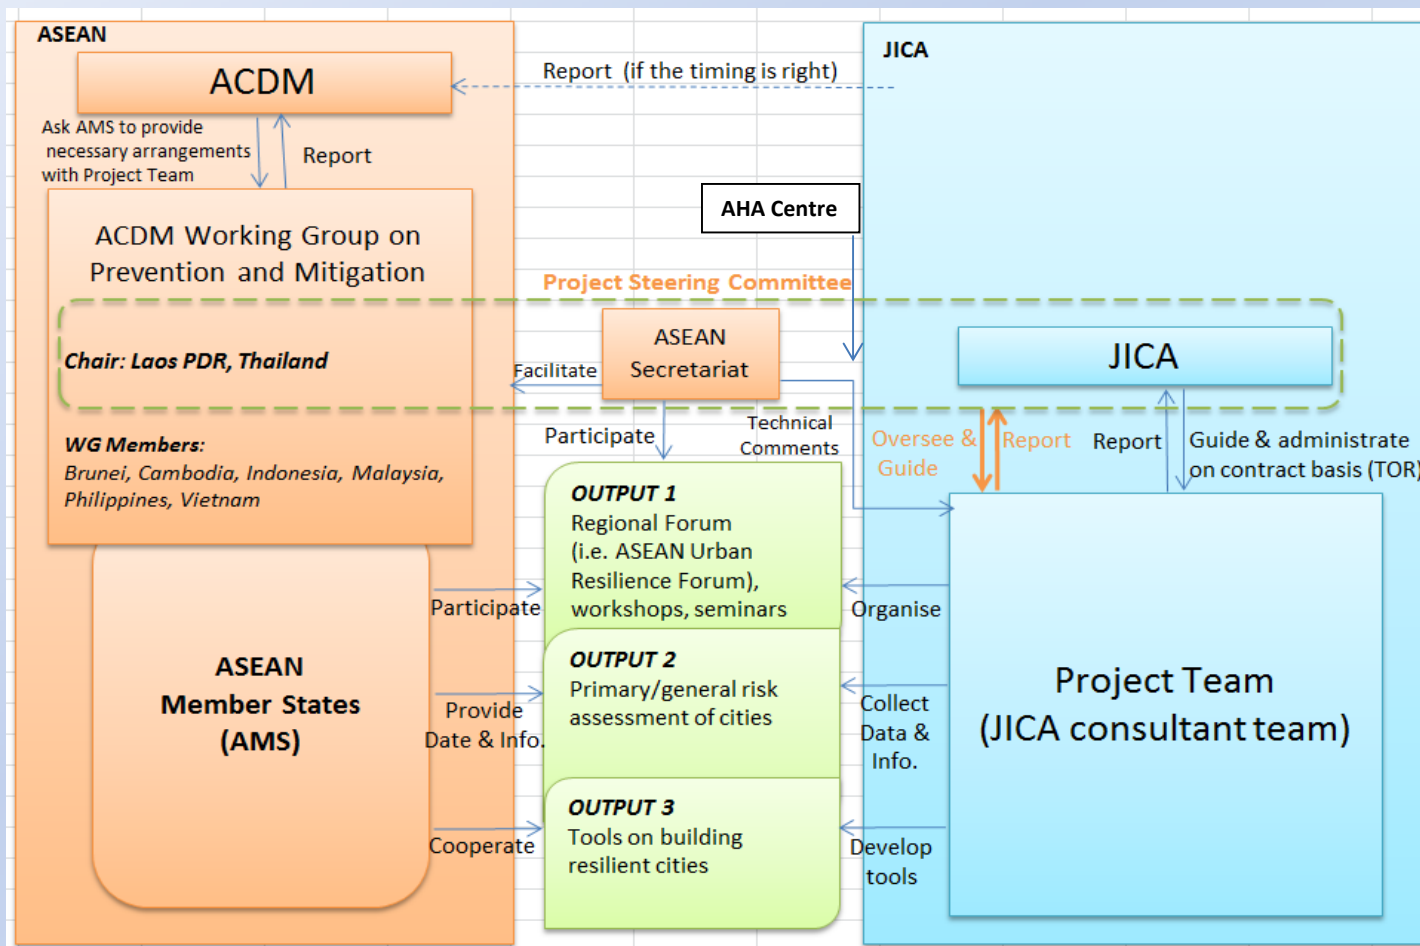 ASEAN
ACDM
Ask AMS to provide
necessary arrangements
with Project Team
Report
ACDM Working Group on
Prevention and Mitigation
Chair: Laos PDR, Thailand
WG Members:
Brunei, Cambodia, Indonesia, Malaysia,
Philippines, Vietnam
ASEAN
Member States
(AMS)
Report (if the timing is right)
AHA Centre
Project Steering Committee
ASEAN
Secretariat
Facilitate
Participate
Technical
Comments
OUTPUT 1
Regional Forum
(i.e. ASEAN Urban
Resilience Forum),
workshops, seminars
OUTPUT 2
Primary/general risk
assessment of cities
OUTPUT 3
Tools on building
resilient cities
Participate
Provide
Date & Info.
Cooperate
Organise
Collect
Data &
Info.
Develop
tools
JICA
JICA
Oversee &
Guide
Report
Report
Guide & administrate
on contract basis (TOR)
Project Team
(JICA consultant team)